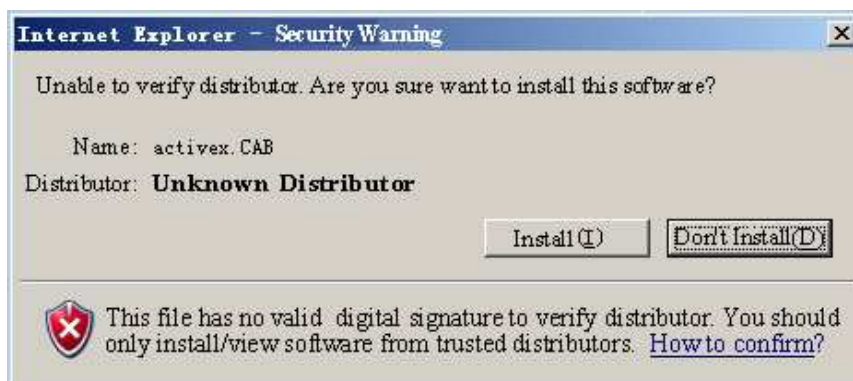 Internet Explorer - Security Warning
Unable to verify distributor. Are you sure want to install this software?
Name: activex.CAB
Distributor: Unknown Distributor
Install(I) Don't Install(D)
This file has no valid digital signature to verify distributor. You should
only install/view software from trusted distributors. How to confirm?